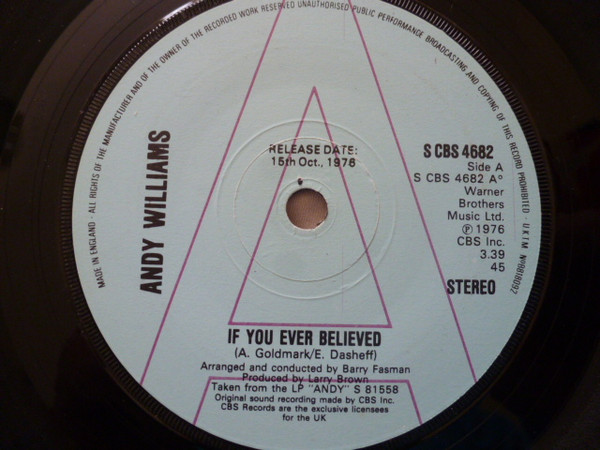 MADE IN ENGLAND · ALL RIGHTS OF THE MANUFACTURER AND OF THE OWNER OF THE RECORDED WORK RESERVED UNAUTHORISED PUBLIC PERFORMANCE BROADCASTING AND COPYING OF THIS RECORD PROHIBITED · U K I M
ANDY WILLIAMS
RELEASE DATE:
15th Oct., 1976
S CBS 4682
Side A
S CBS 4682 A°
Warner
Brothers
Music Ltd.
Ⓟ 1976
CBS Inc.
3.39
45
STEREO
A
IF YOU EVER BELIEVED
(A. Goldmark/E. Dasheff)
Arranged and conducted by Barry Fasman
Produced by Larry Brown
Taken from the LP "ANDY" S 81558
Original sound recording made by CBS Inc.
CBS Records are the exclusive licensees
for the UK